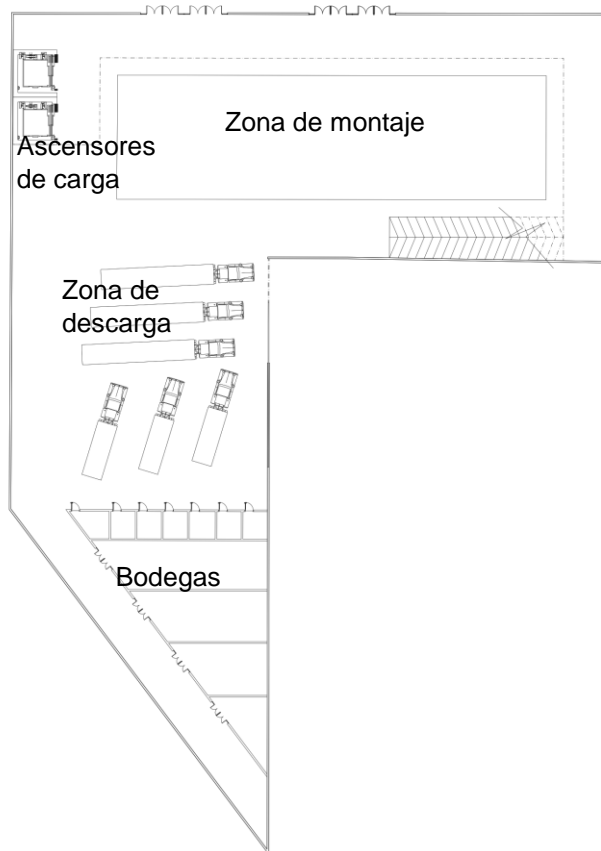 Zona de montaje
Ascensores
de carga
Zona de
descarga
Bodegas